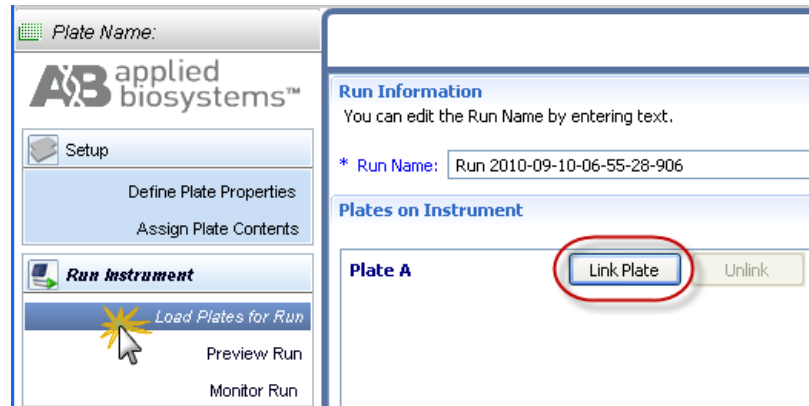 Plate Name:
AB applied
biosystems™
Setup
Define Plate Properties
Assign Plate Contents
Run Instrument
Load Plates for Run
Preview Run
Monitor Run
Run Information
You can edit the Run Name by entering text.
* Run Name: Run 2010-09-10-06-55-28-906
Plates on Instrument
Plate A Link Plate Unlink